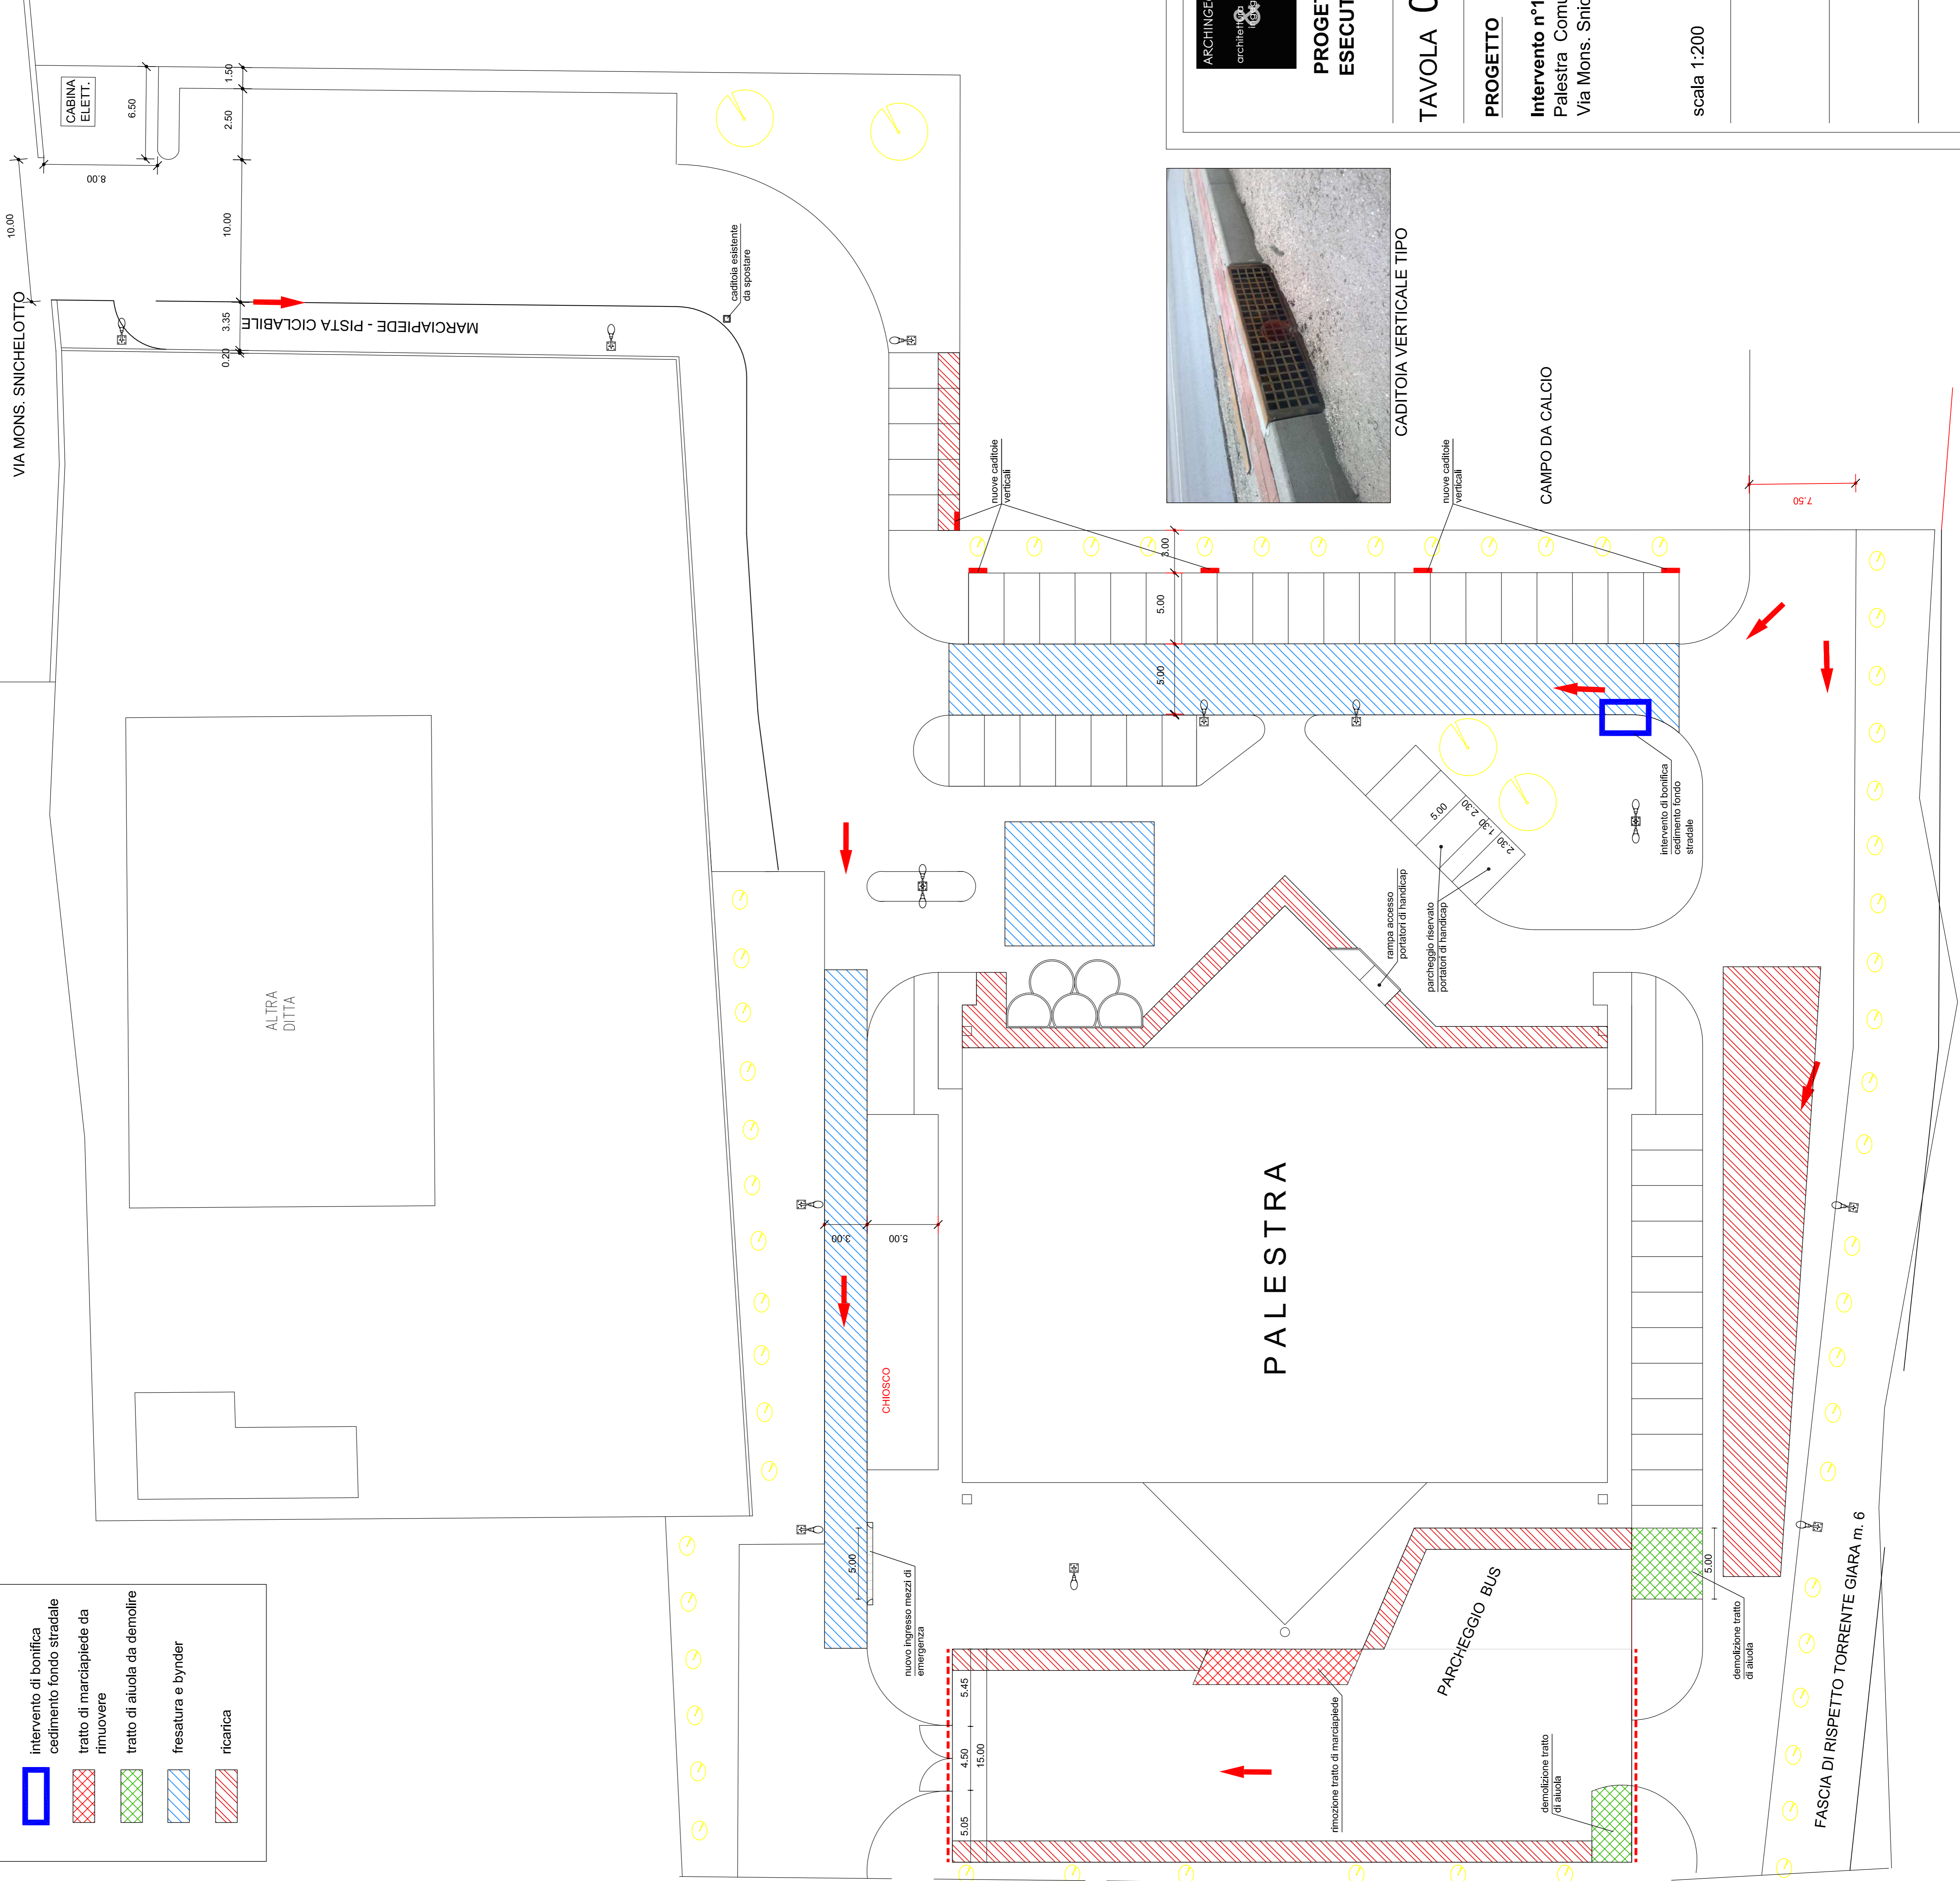 VIA MONS. SNICHELOTTO
10.00
CABINA
ELETT.
6.50
8.00
1.50
2.50
10.00
3.35
0.20
MARCIAPIEDE - PISTA CICLABILE
caditoia esistente
da spostare
ARCHINGEG
architettura
PROGET
ESECUT
TAVOLA 0
PROGETTO
Intervento n°1
Palestra Comu
Via Mons. Snic
scala 1:200
CADITOIA VERTICALE TIPO
CAMPO DA CALCIO
nuove caditoie
verticali
nuove caditoie
verticali
7.50
3.00
5.00
5.00
ALTRA
DITTA
5.00
2.30
1.30
2.30
intervento di bonifica
cedimento fondo
stradale
rampa accesso
portatori di handicap
parcheggio riservato
portatori di handicap
3.00
5.00
CHIOSCO
PALESTRA
5.00
nuovo ingresso mezzi di
emergenza
5.45
4.50
15.00
5.05
rimozione tratto di marciapiede
PARCHEGGIO BUS
demolizione tratto
di aiuola
5.00
demolizione tratto
di aiuola
FASCIA DI RISPETTO TORRENTE GIARA m. 6
intervento di bonifica
cedimento fondo stradale
tratto di marciapiede da
rimuovere
tratto di aiuola da demolire
fresatura e bynder
ricarica